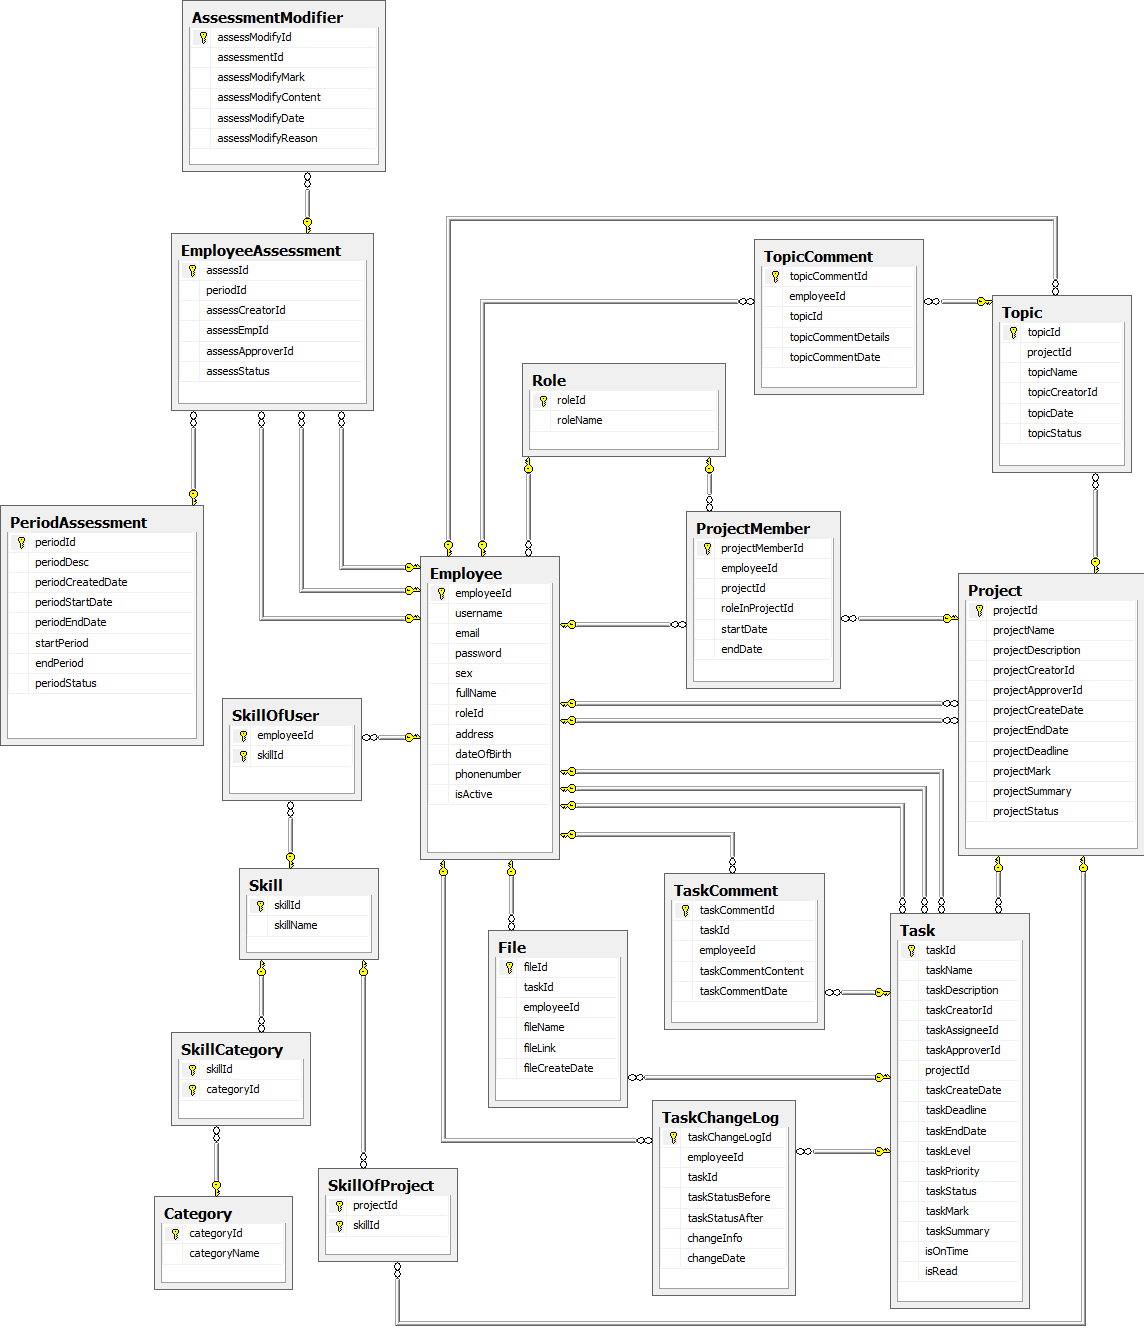 AssessmentModifier
assessModifyId
assessmentId
assessModifyMark
assessModifyContent
assessModifyDate
assessModifyReason
EmployeeAssessment
assessId
periodId
assessCreatorId
assessEmpId
assessApproverId
assessStatus
TopicComment
topicCommentId
employeeId
topicId
topicCommentDetails
topicCommentDate
Topic
topicId
projectId
topicName
topicCreatorId
topicDate
topicStatus
Role
roleId
roleName
PeriodAssessment
periodId
periodDesc
periodCreatedDate
periodStartDate
periodEndDate
startPeriod
endPeriod
periodStatus
ProjectMember
projectMemberId
employeeId
projectId
roleInProjectId
startDate
endDate
Employee
employeeId
username
email
password
sex
fullName
roleId
address
dateOfBirth
phonenumber
isActive
Project
projectId
projectName
projectDescription
projectCreatorId
projectApproverId
projectCreateDate
projectEndDate
projectDeadline
projectMark
projectSummary
projectStatus
SkillOfUser
employeeId
skillId
Skill
skillId
skillName
TaskComment
taskCommentId
taskId
employeeId
taskCommentContent
taskCommentDate
File
fileId
taskId
employeeId
fileName
fileLink
fileCreateDate
Task
taskId
taskName
taskDescription
taskCreatorId
taskAssigneeId
taskApproverId
projectId
taskCreateDate
taskDeadline
taskEndDate
taskLevel
taskPriority
taskStatus
taskMark
taskSummary
isOnTime
isRead
SkillCategory
skillId
categoryId
TaskChangeLog
taskChangeLogId
employeeId
taskId
taskStatusBefore
taskStatusAfter
changeInfo
changeDate
SkillOfProject
projectId
skillId
Category
categoryId
categoryName